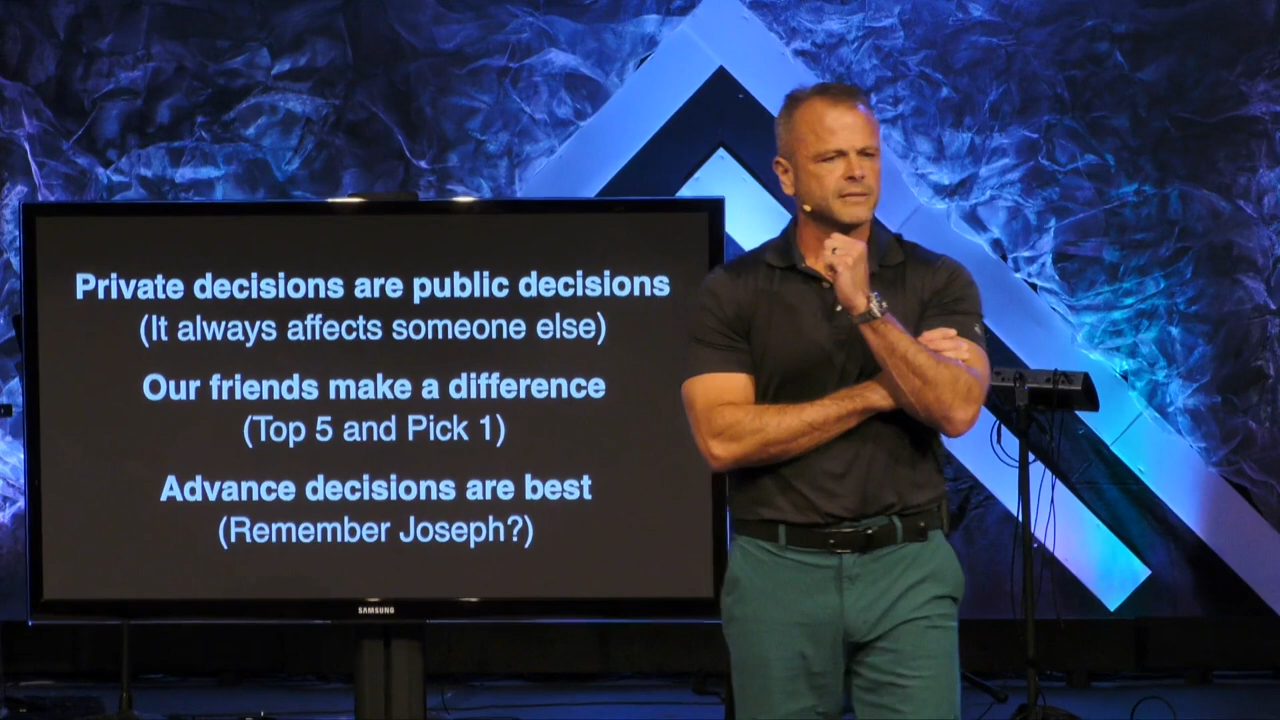 Private decisions are public decisions
(It always affects someone else)
Our friends make a difference
(Top 5 and Pick 1)
Advance decisions are best
(Remember Joseph?)
SAMSUNG